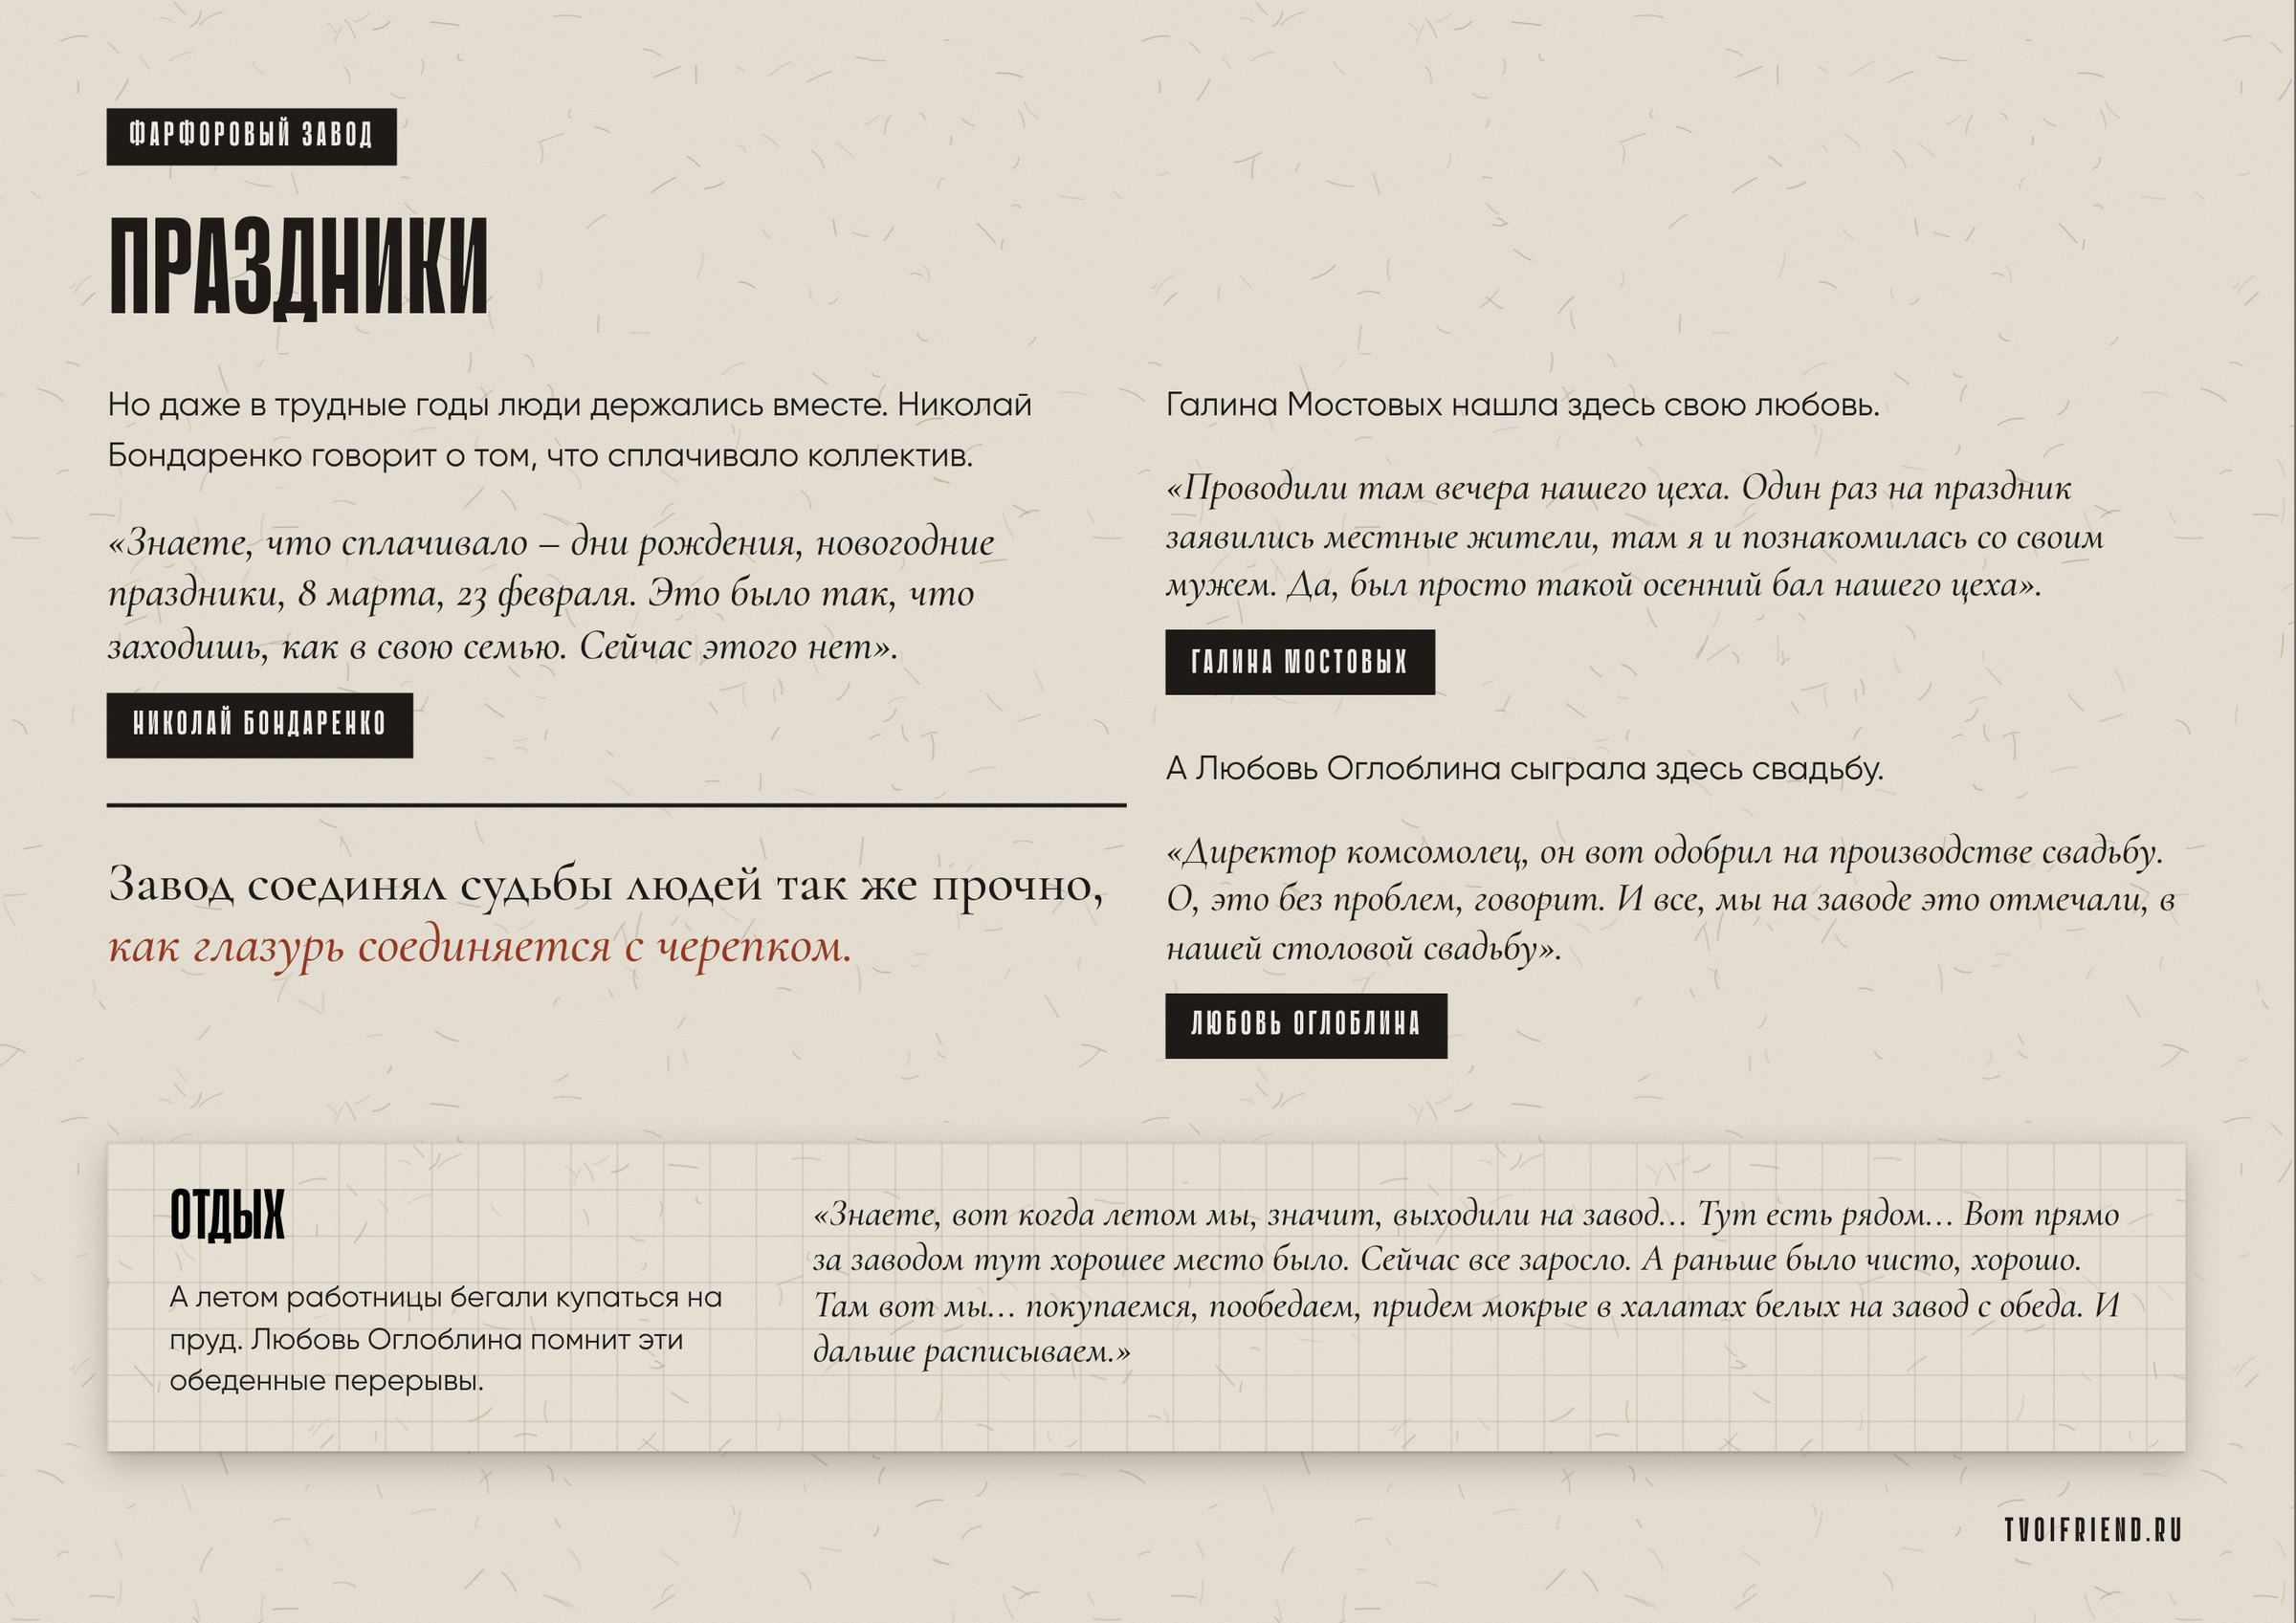 ФАРФОРОВЫЙ ЗАВОД
ПРАЗДНИКИ
Но даже в трудные годы люди держались вместе. Николай
Бондаренко говорит о том, что сплачивало коллектив.
«Знаете, что сплачивало – дни рождения, новогодние
праздники, 8 марта, 23 февраля. Это было так, что
заходишь, как в свою семью. Сейчас этого нет».
НИКОЛАЙ БОНДАРЕНКО
Завод соединял судьбы людей так же прочно,
как глазурь соединяется с черепком.
Галина Мостовых нашла здесь свою любовь.
«Проводили там вечера нашего цеха. Один раз на праздник
заявились местные жители, там я и познакомилась со своим
мужем. Да, был просто такой осенний бал нашего цеха».
ГАЛИНА МОСТОВЫХ
А Любовь Оглоблина сыграла здесь свадьбу.
«Директор комсомолец, он вот одобрил на производстве свадьбу.
О, это без проблем, говорит. И все, мы на заводе это отмечали, в
нашей столовой свадьбу».
ЛЮБОВЬ ОГЛОБЛИНА
ОТДЫХ
А летом работницы бегали купаться на
пруд. Любовь Оглоблина помнит эти
обеденные перерывы.
«Знаете, вот когда летом мы, значит, выходили на завод… Тут есть рядом… Вот прямо
за заводом тут хорошее место было. Сейчас все заросло. А раньше было чисто, хорошо.
Там вот мы… покупаемся, пообедаем, придем мокрые в халатах белых на завод с обеда. И
дальше расписываем.»
TVOIFRIEND.RU